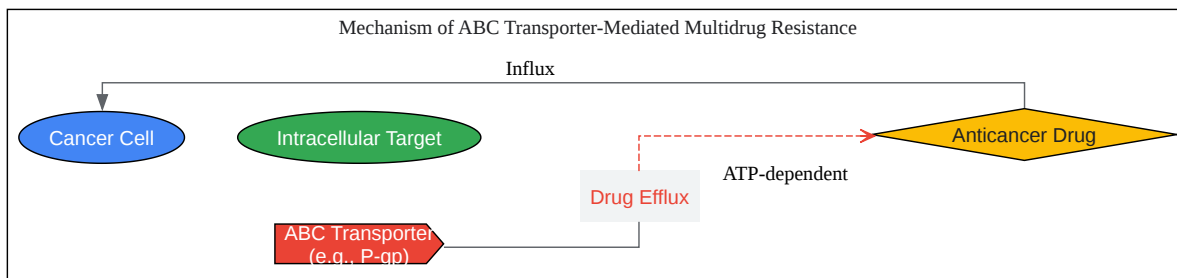 Mechanism of ABC Transporter-Mediated Multidrug Resistance
Influx
Cancer Cell
Intracellular Target
Anticancer Drug
ATP-dependent
Drug Efflux
ABC Transporter
(e.g., P-gp)